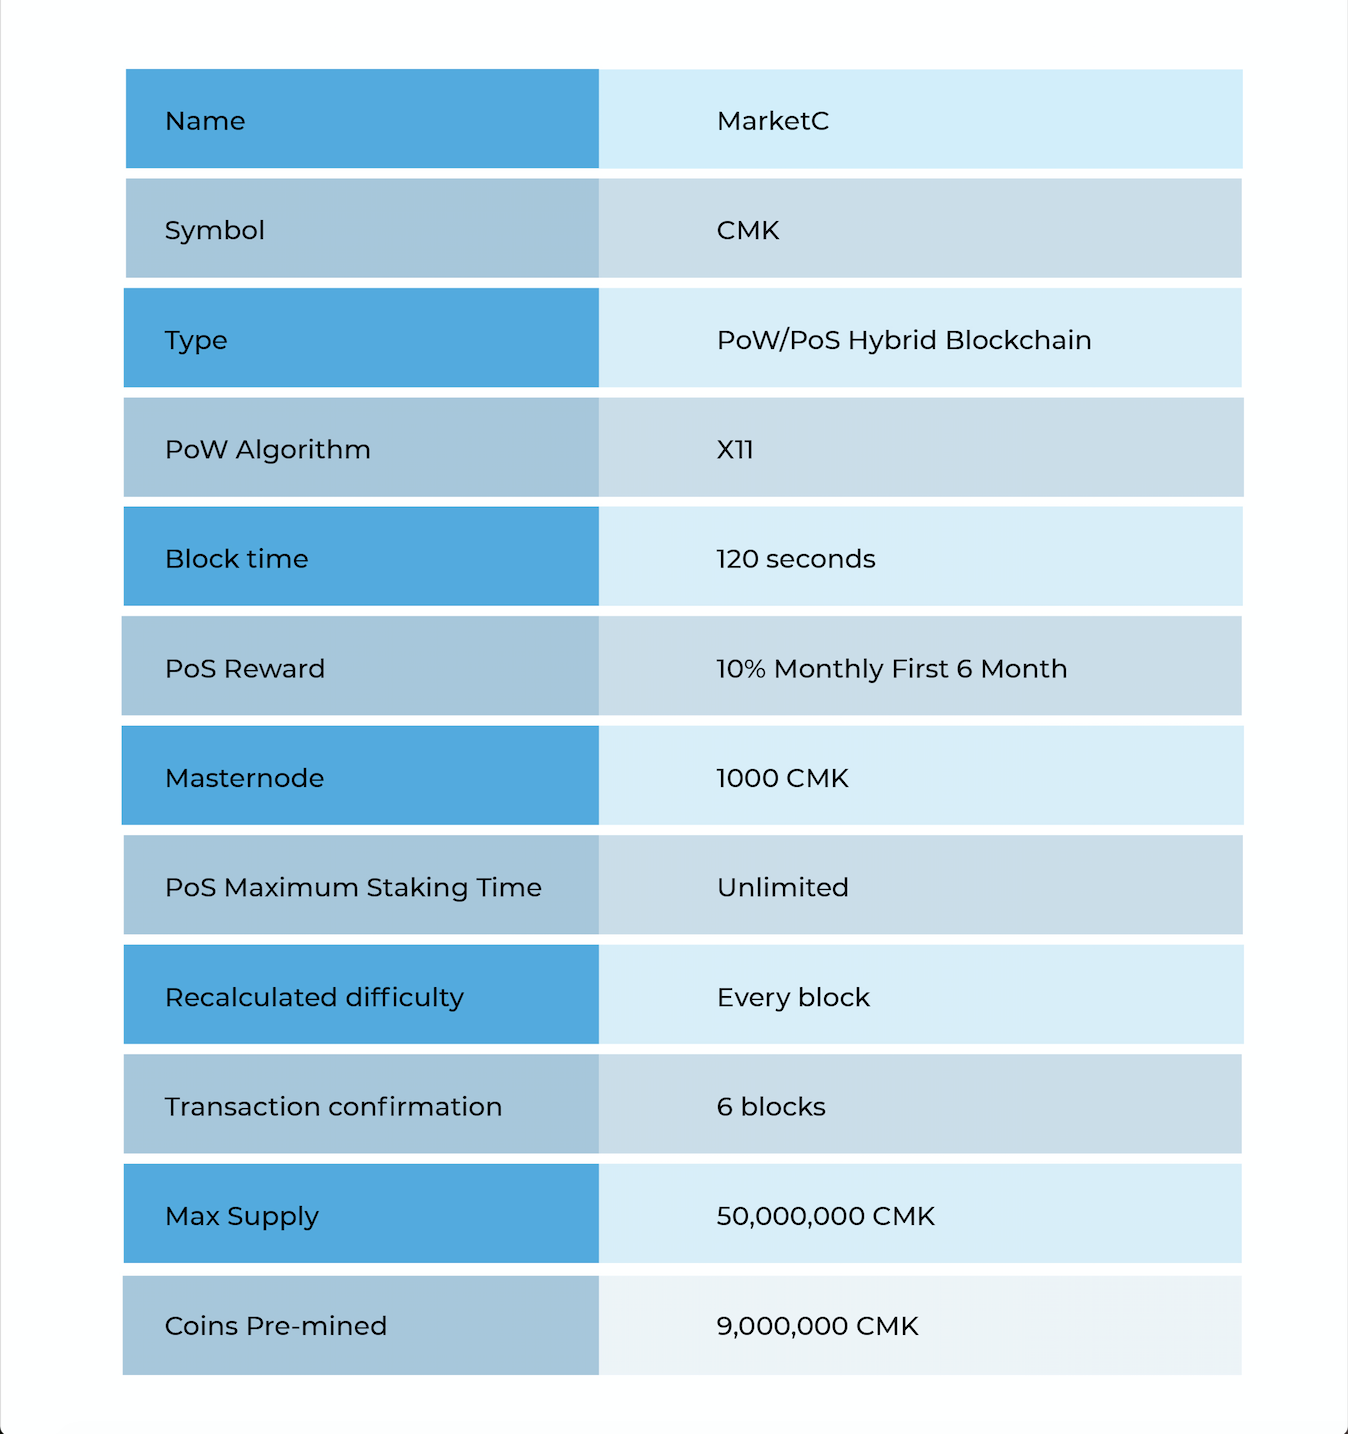 Name MarketC
Symbol CMK
Type PoW/PoS Hybrid Blockchain
PoW Algorithm X11
Block time 120 seconds
PoS Reward 10% Monthly First 6 Month
Masternode 1000 CMK
PoS Maximum Staking Time Unlimited
Recalculated difficulty Every block
Transaction confirmation 6 blocks
Max Supply 50,000,000 CMK
Coins Pre-mined 9,000,000 CMK